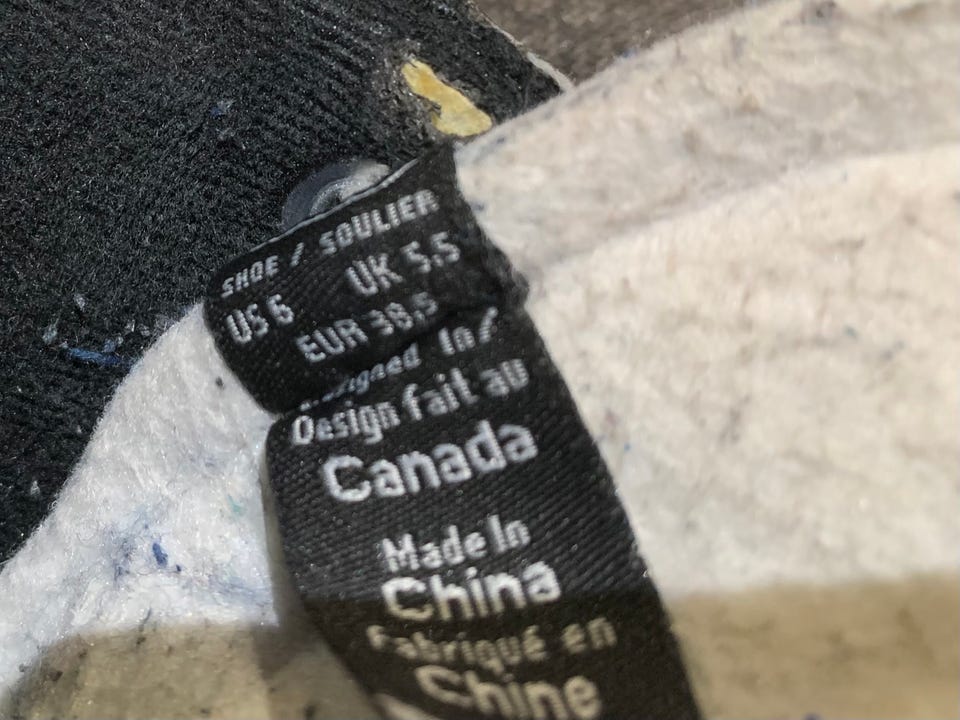 SHOE / SOULIER
US 6 UK 5.5
EUR 38,5
Designed in /
Design fait au
Canada
Made In
China
Fabriqué en
Chine